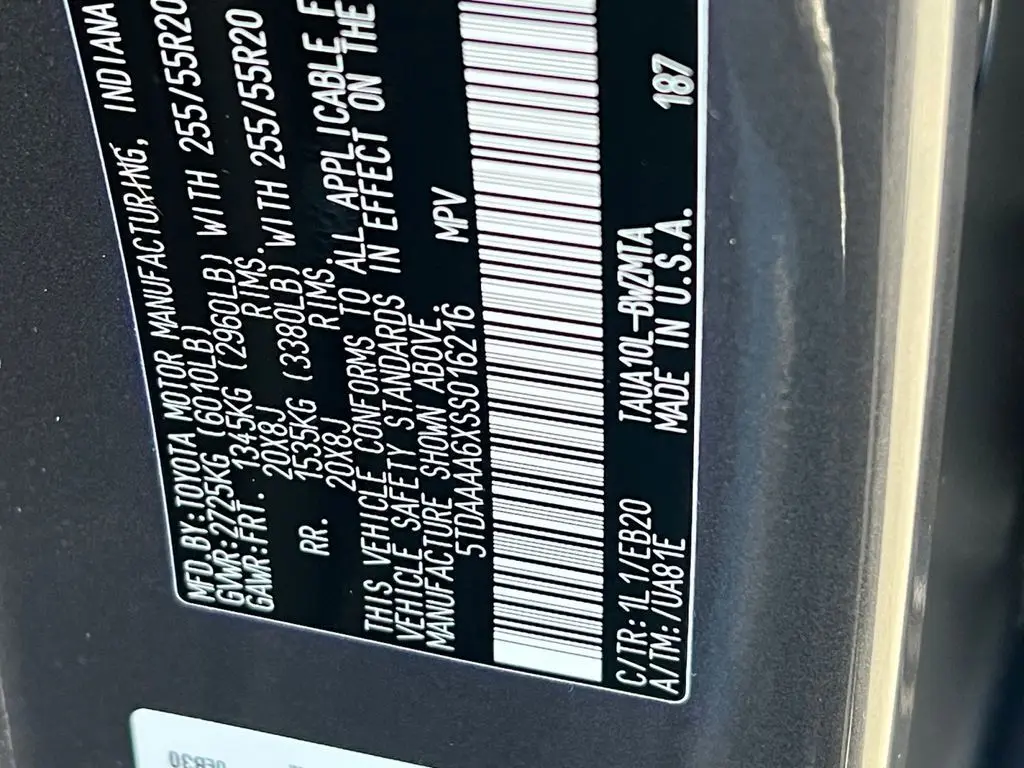 MFD.BY:TOYOTA MOTOR MANUFACTURING, INDIANA
GVWR:2725KG (6010LB)
GAWR:FRT. 1345KG (2960LB) WITH 255/55R20
20X8J RIMS.
RR. 1535KG (3380LB) WITH 255/55R20
20X8J RIMS.
THIS VEHICLE CONFORMS TO ALL APPLICABLE F
VEHICLE SAFETY STANDARDS IN EFFECT ON THE
MANUFACTURE SHOWN ABOVE.
5TDAAAA6XSS016216 MPV
C/TR: 1L1/EB20 TAUA10L-BWZMTA
A/TM: /UA81E MADE IN U.S.A. 187
0EB30